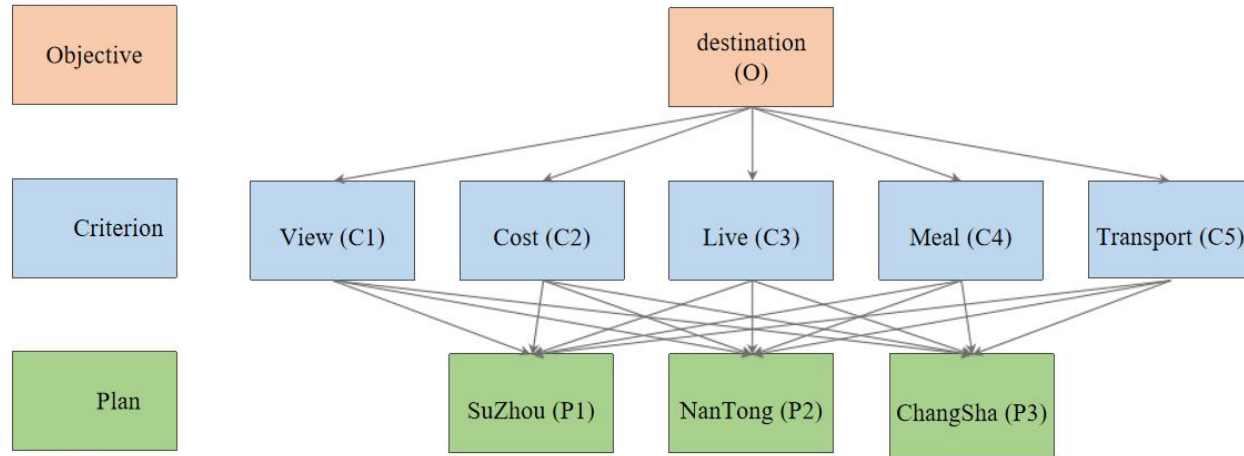 Objective
destination
(O)
Criterion
View (C1)
Cost (C2)
Live (C3)
Meal (C4)
Transport (C5)
Plan
SuZhou (P1)
NanTong (P2)
ChangSha (P3)